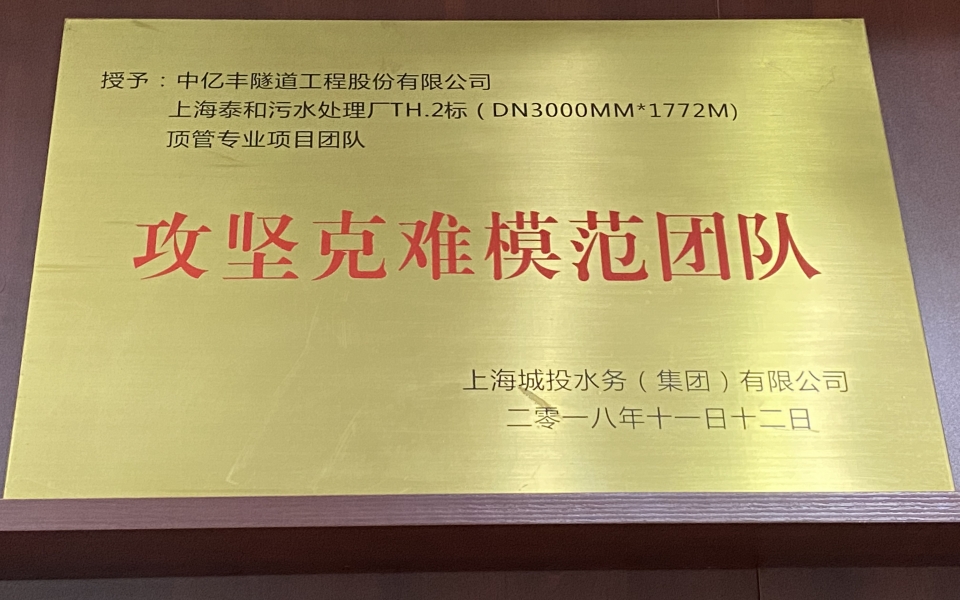 授予：中亿丰隧道工程股份有限公司
上海泰和污水处理厂TH.2标（DN3000MM*1772M)
顶管专业项目团队
攻坚克难模范团队
上海城投水务（集团）有限公司
二零一八年十一日十二日